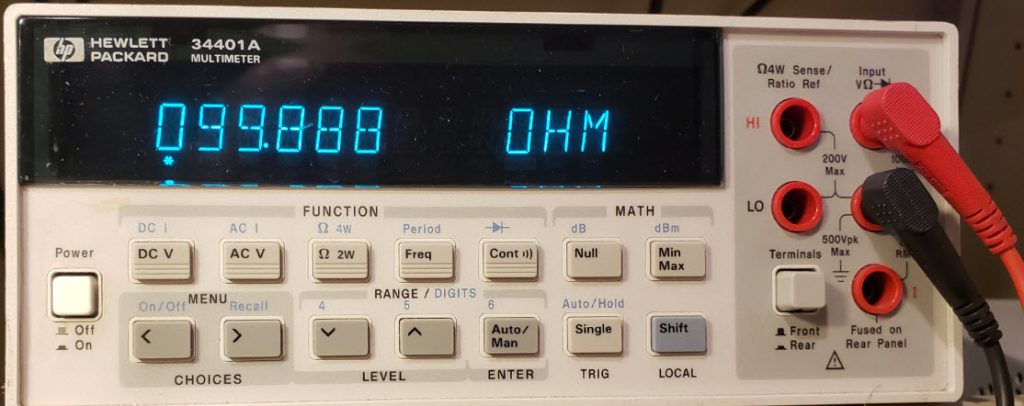 hp HEWLETT PACKARD
34401A
MULTIMETER
099.888 OHM
*
Ω4W Sense/
Ratio Ref
Input
VΩ
HI
200V
Max
LO
500Vpk
Max
FUNCTION
MATH
DC I
AC I
Ω 4W
Period
dB
dBm
Power
DC V
AC V
Ω 2W
Freq
Cont
Null
Min
Max
Terminals
Off
On
MENU
RANGE / DIGITS
On/Off
Recall
4
5
6
Auto/Hold
<
>
Auto/
Man
Single
Shift
Front
Rear
I
Fused on
Rear Panel
CHOICES
LEVEL
ENTER
TRIG
LOCAL